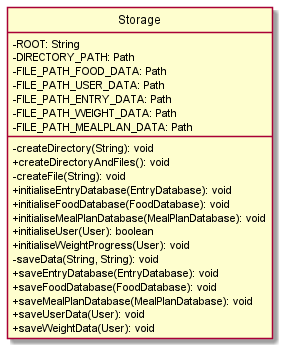 Storage
-ROOT: String
-DIRECTORY_PATH: Path
-FILE_PATH_FOOD_DATA: Path
-FILE_PATH_USER_DATA: Path
-FILE_PATH_ENTRY_DATA: Path
-FILE_PATH_WEIGHT_DATA: Path
-FILE_PATH_MEALPLAN_DATA: Path
-createDirectory(String): void
+createDirectoryAndFiles(): void
-createFile(String): void
+initialiseEntryDatabase(EntryDatabase): void
+initialiseFoodDatabase(FoodDatabase): void
+initialiseMealPlanDatabase(MealPlanDatabase): void
+initialiseUser(User): boolean
+initialiseWeightProgress(User): void
-saveData(String, String): void
+saveEntryDatabase(EntryDatabase): void
+saveFoodDatabase(FoodDatabase): void
+saveMealPlanDatabase(MealPlanDatabase): void
+saveUserData(User): void
+saveWeightData(User): void